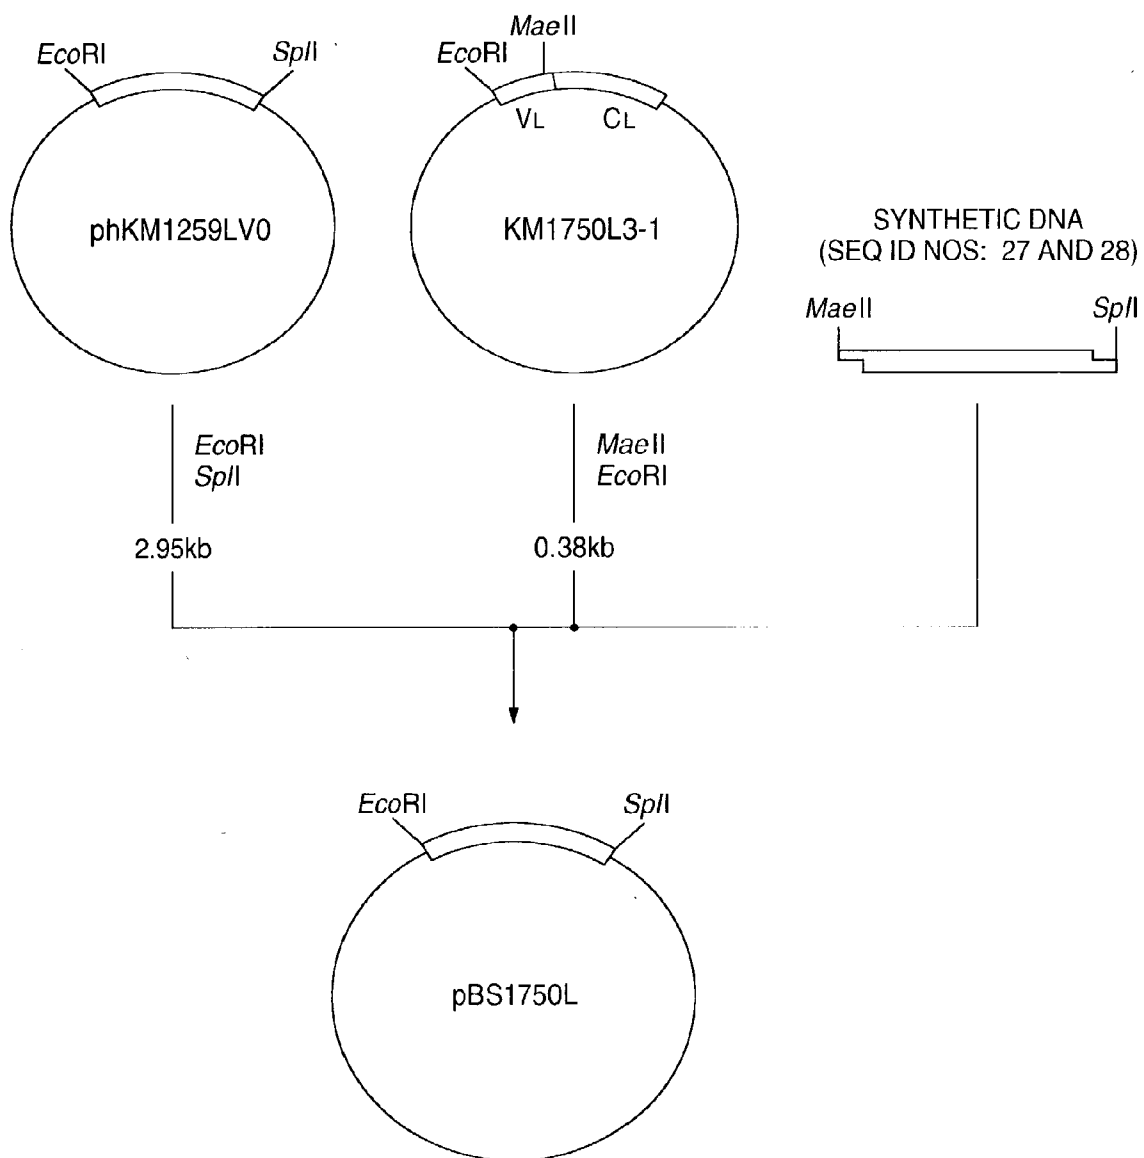 EcoRI
SplI
phKM1259LV0
EcoRI
MaeII
VL
CL
KM1750L3-1
SYNTHETIC DNA
(SEQ ID NOS: 27 AND 28)
MaeII
SplI
EcoRI
SplI
2.95kb
MaeII
EcoRI
0.38kb
EcoRI
SplI
pBS1750L